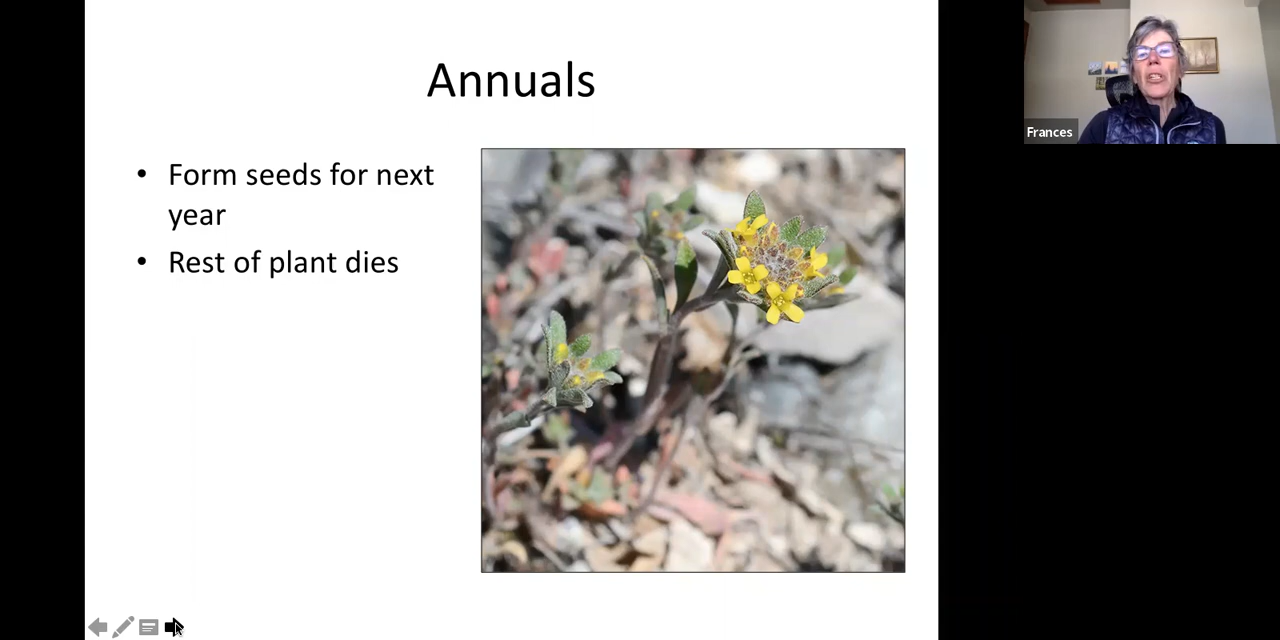 Annuals
• Form seeds for next
year
• Rest of plant dies
Frances